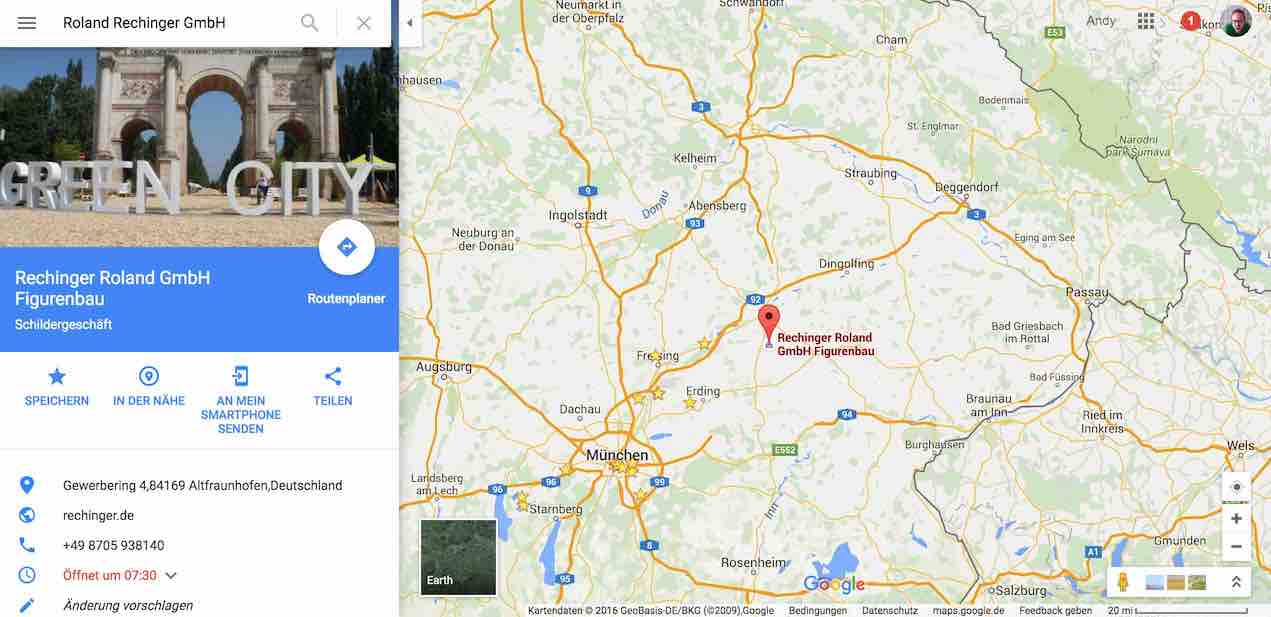 Roland Rechinger GmbH
GREEN CITY
Rechinger Roland GmbH
Figurenbau
Routenplaner
Schildergeschäft
SPEICHERN
IN DER NÄHE
AN MEIN
SMARTPHONE
SENDEN
TEILEN
Gewerbering 4,84169 Altfraunhofen,Deutschland
rechinger.de
+49 8705 938140
Öffnet um 07:30
Änderung vorschlagen
Neumarkt in
der Oberpfalz
Schwandorf
Andy
1
E53
Cham
Bodenmais
3
St. Englmar
Narodni
park Šumava
Kelheim
Straubing
Deggendorf
9
Donau
Abensberg
3
Ingolstadt
93
Neuburg an
der Donau
Eging am See
Dingolfing
92
Passau
Rechinger Roland
GmbH Figurenbau
Bad Griesbach
im Rottal
Freising
Augsburg
Erding
Bad Füssing
Dachau
94
Braunau
am Inn
Ried im
Innkreis
München
E552
Burghausen
Wels
Landsberg
am Lech
96
96
99
Starnberg
Inn
8
A1
Gmunden
95
Rosenheim
Google
Salzburg
Earth
Kartendaten © 2016 GeoBasis-DE/BKG (©2009),Google
Bedingungen
Datenschutz
maps.google.de
Feedback geben
20 mi